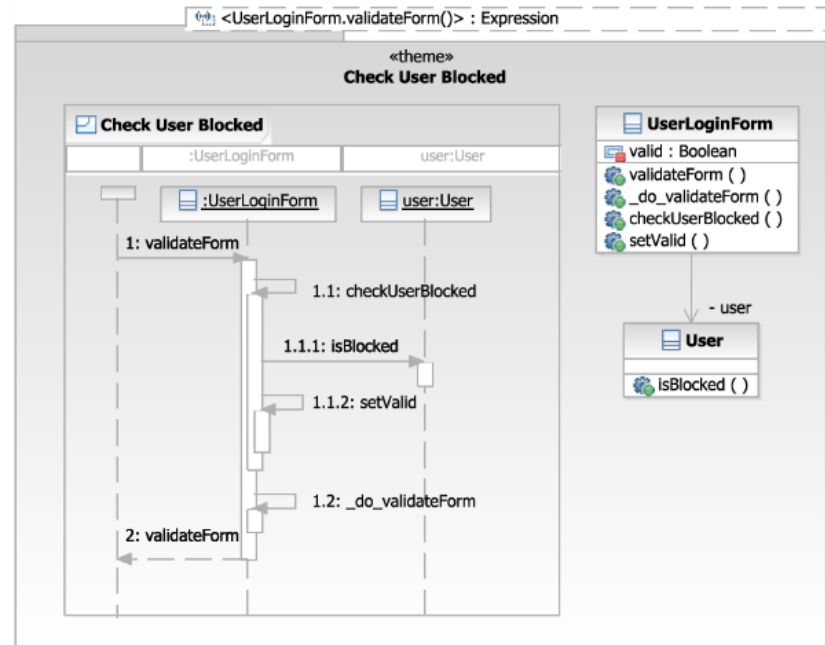 <UserLoginForm.validateForm()> : Expression
«theme»
Check User Blocked
Check User Blocked
:UserLoginForm
user:User
:UserLoginForm
user:User
1: validateForm
1.1: checkUserBlocked
1.1.1: isBlocked
1.1.2: setValid
1.2: _do_validateForm
2: validateForm
UserLoginForm
valid : Boolean
validateForm ( )
_do_validateForm ( )
checkUserBlocked ( )
setValid ( )
- user
User
isBlocked ( )